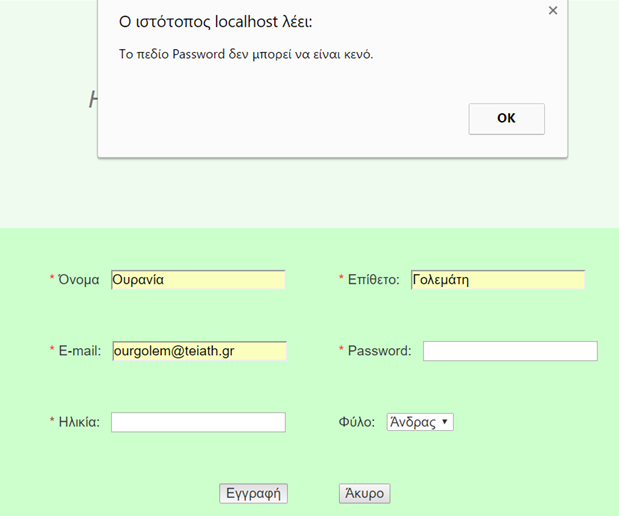 Ο ιστότοπος localhost λέει:
Το πεδίο Password δεν μπορεί να είναι κενό.
OK
* Όνομα Ουρανία * Επίθετο: Γολεμάτη
* E-mail: ourgolem@teiath.gr * Password:
* Ηλικία: Φύλο: Άνδρας
Εγγραφή Άκυρο